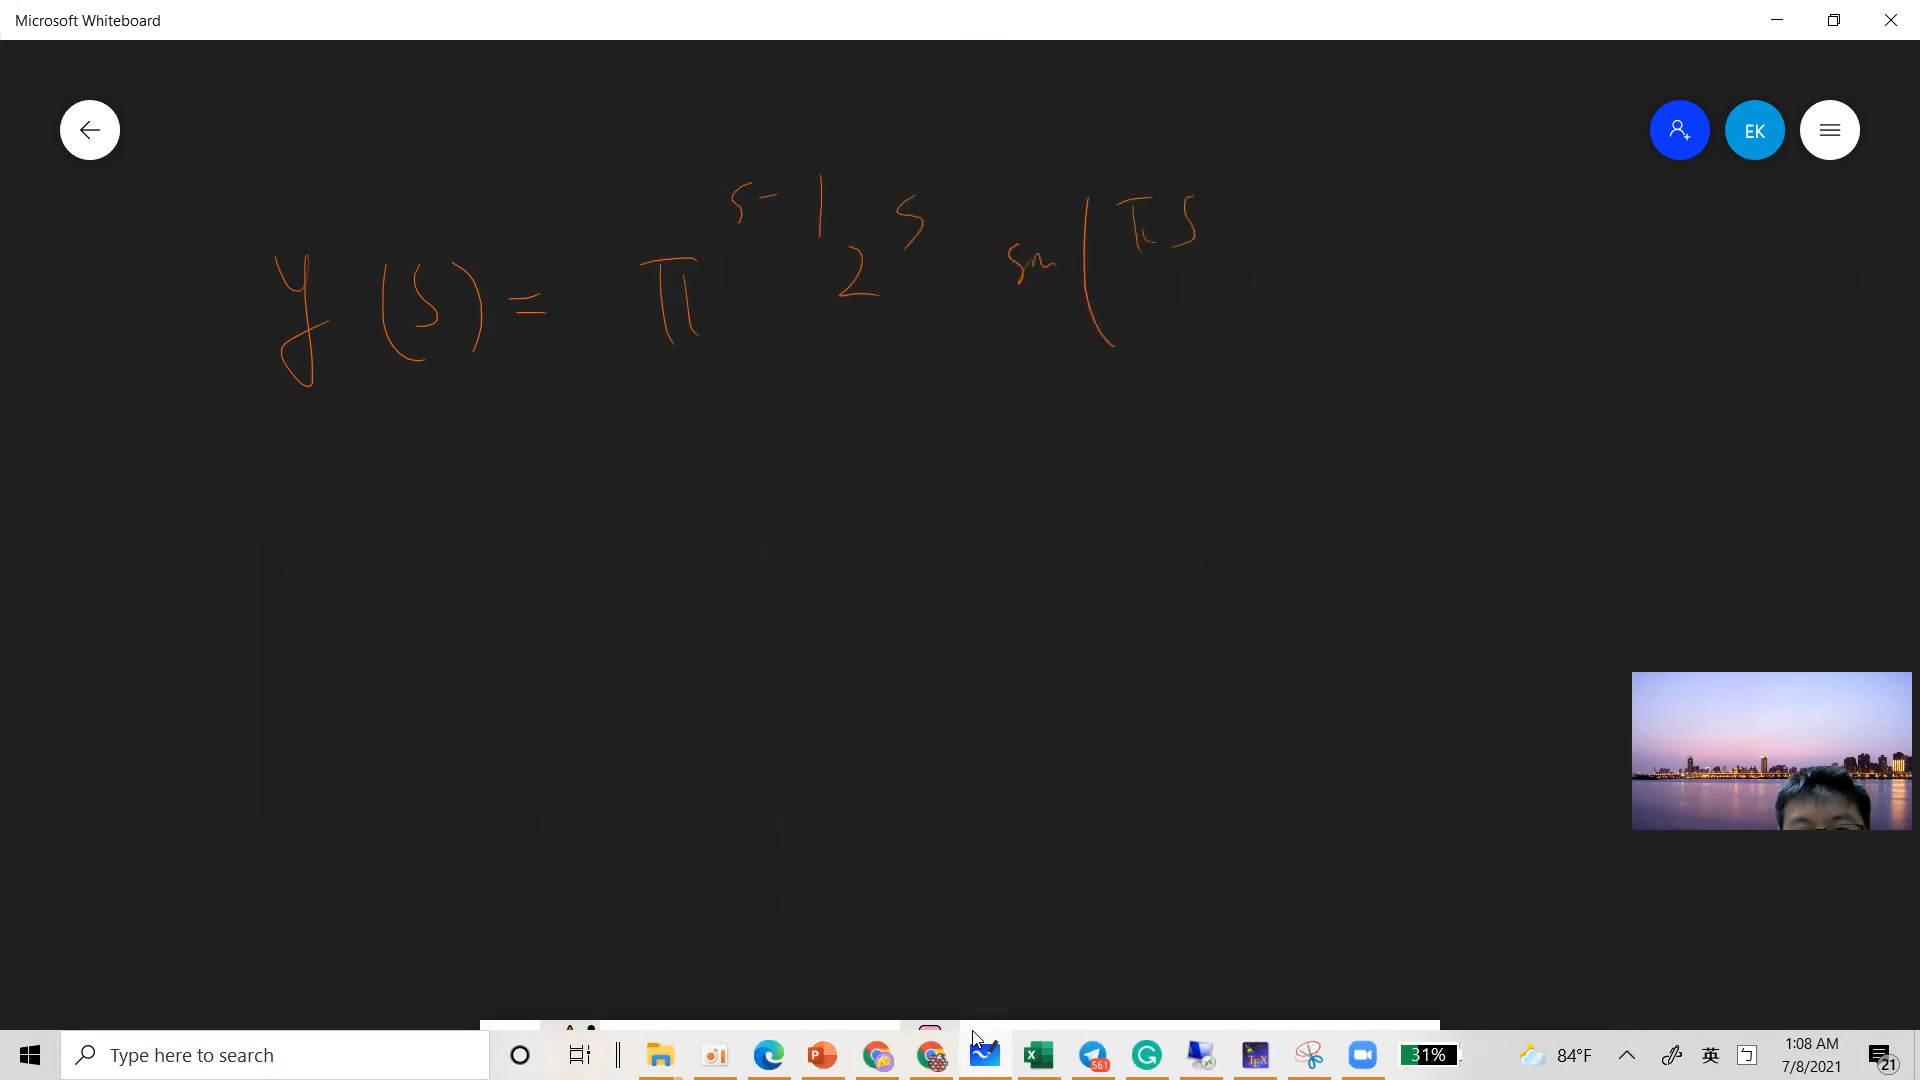 Microsoft Whiteboard
EK
y (s) = π^{s-1} 2^s sin( πs
Type here to search
561
31%
84°F
英
1:08 AM
7/8/2021
21